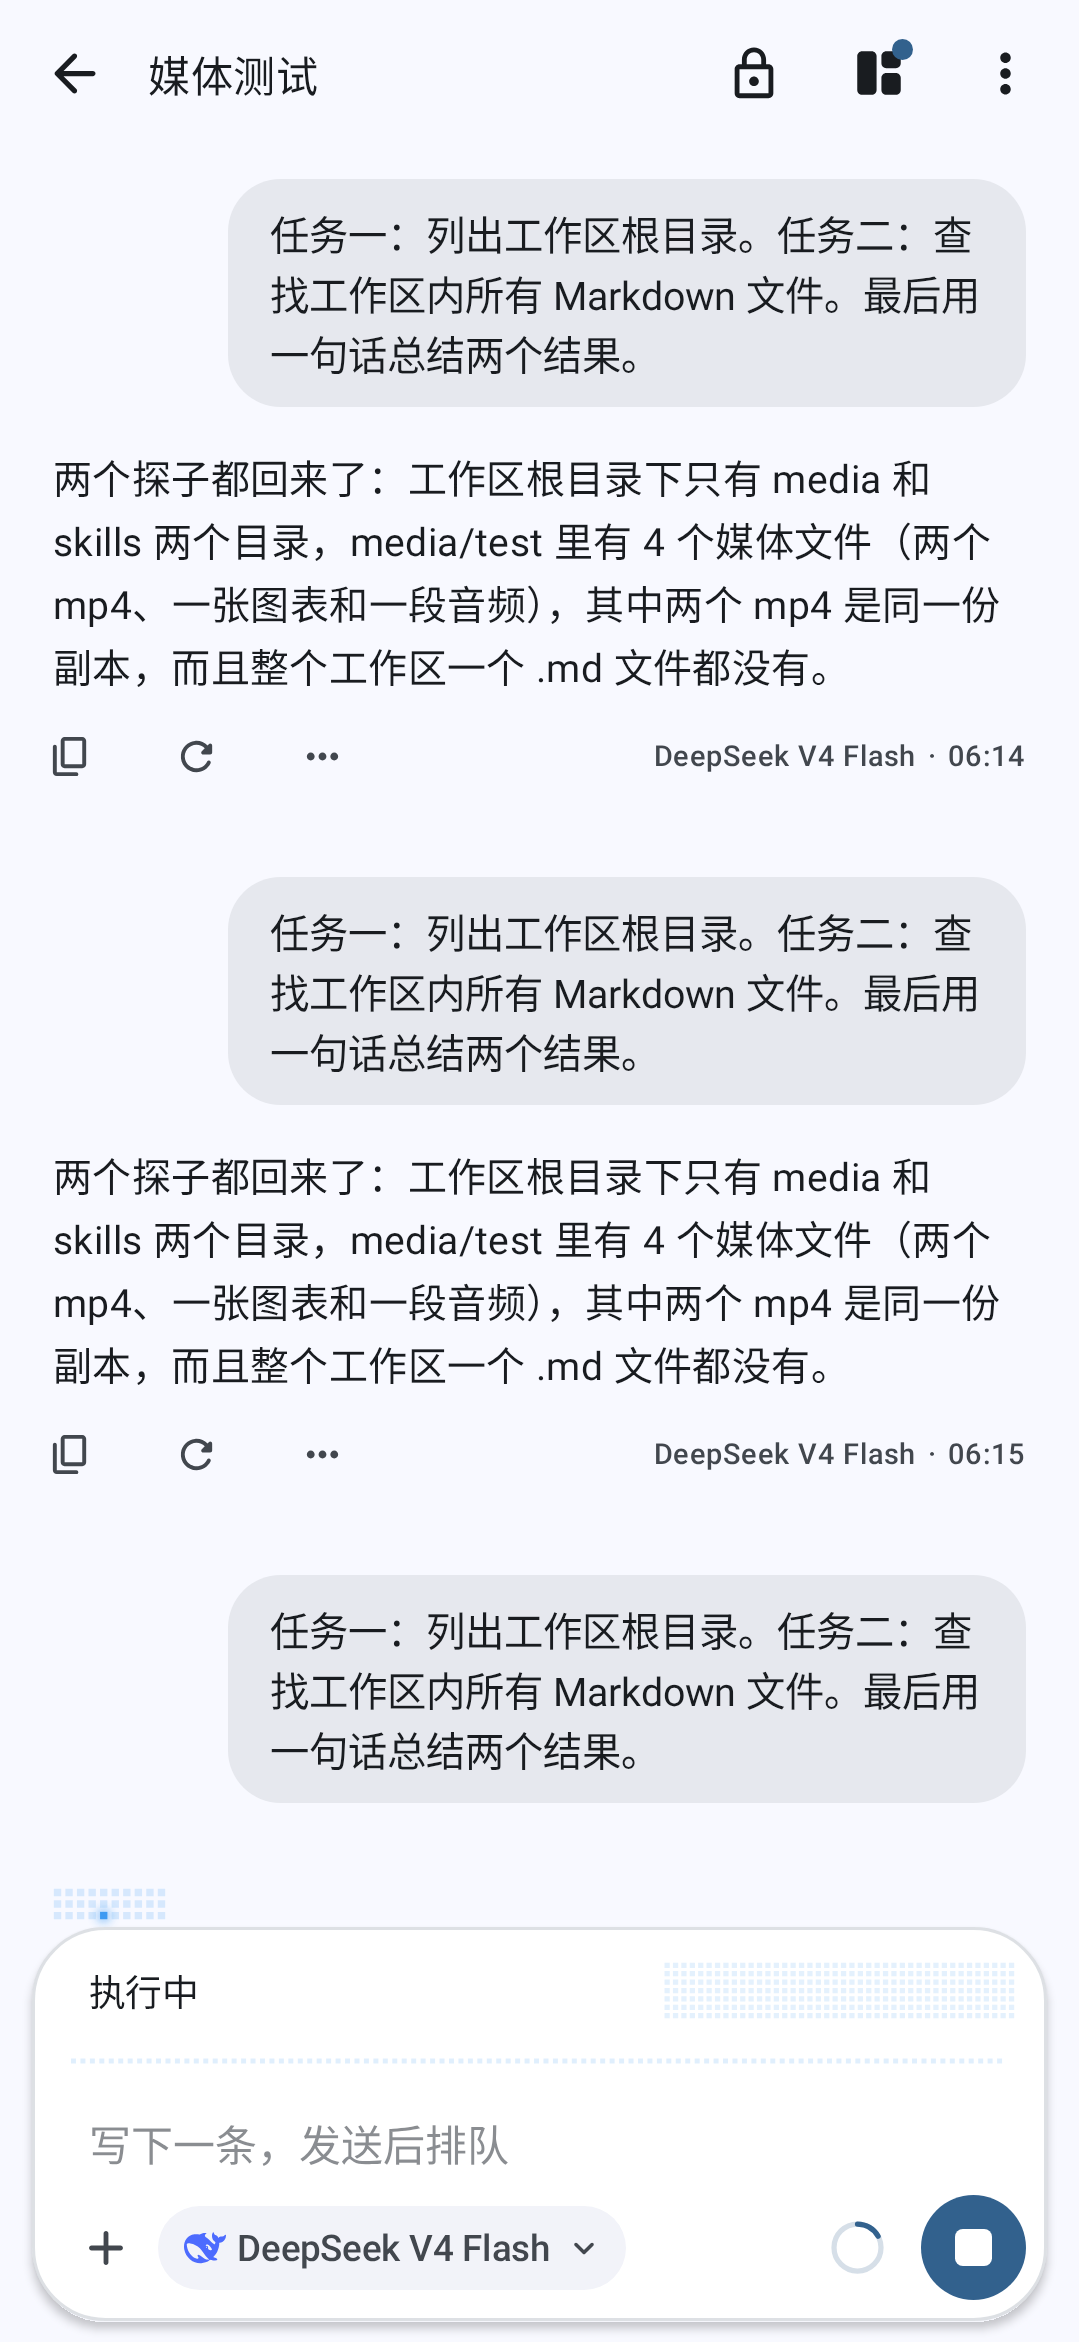 媒体测试
任务一：列出工作区根目录。任务二：查
找工作区内所有 Markdown 文件。最后用
一句话总结两个结果。
两个探子都回来了：工作区根目录下只有 media 和
skills 两个目录，media/test 里有 4 个媒体文件（两个
mp4、一张图表和一段音频），其中两个 mp4 是同一份
副本，而且整个工作区一个 .md 文件都没有。
DeepSeek V4 Flash · 06:14
任务一：列出工作区根目录。任务二：查
找工作区内所有 Markdown 文件。最后用
一句话总结两个结果。
两个探子都回来了：工作区根目录下只有 media 和
skills 两个目录，media/test 里有 4 个媒体文件（两个
mp4、一张图表和一段音频），其中两个 mp4 是同一份
副本，而且整个工作区一个 .md 文件都没有。
DeepSeek V4 Flash · 06:15
任务一：列出工作区根目录。任务二：查
找工作区内所有 Markdown 文件。最后用
一句话总结两个结果。
执行中
写下一条，发送后排队
DeepSeek V4 Flash